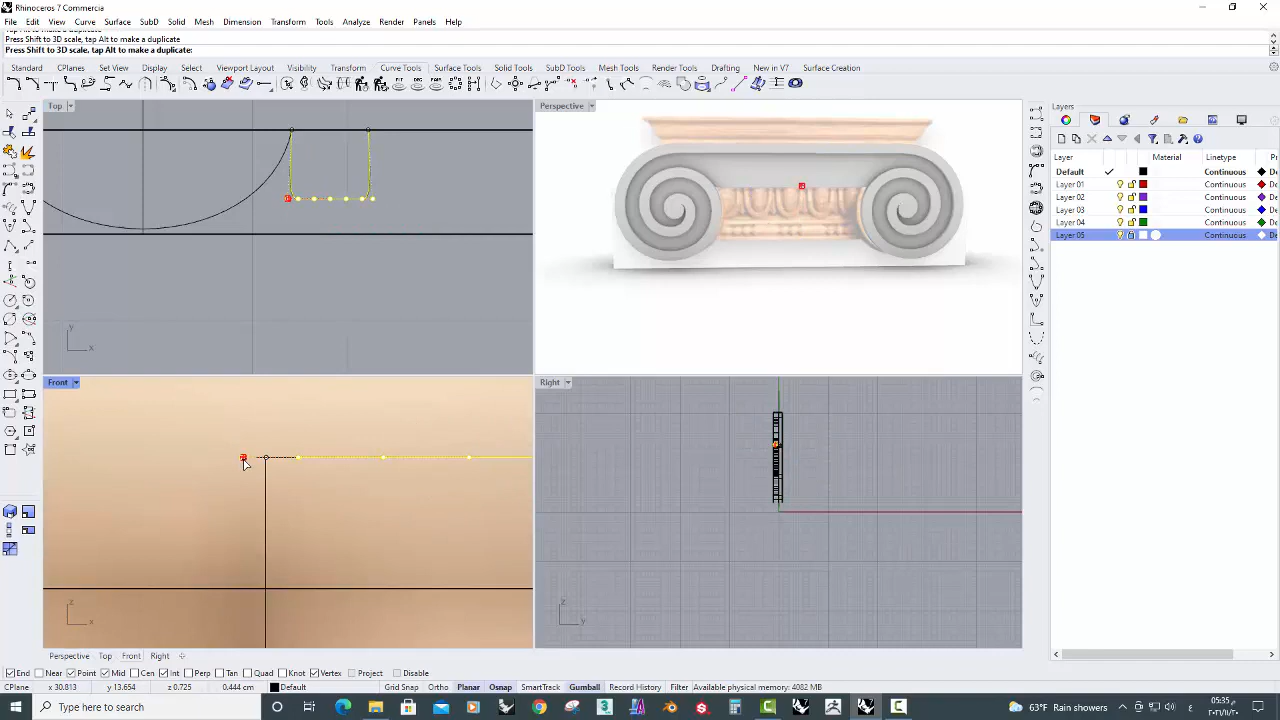 Rhinoceros 7 Commercial
File Edit View Curve Surface SubD Solid Mesh Dimension Transform Tools Analyze Render Panels Help
Press Shift to 3D scale, tap Alt to make a duplicate
Press Shift to 3D scale, tap Alt to make a duplicate:
Standard CPlanes Set View Display Select Viewport Layout Visibility Transform Curve Tools Surface Tools Solid Tools SubD Tools Mesh Tools Render Tools Drafting New in V7 Surface Creation
Top
Perspective
Layers
Layer Material Linetype
Default Continuous
Layer 01 Continuous
Layer 02 Continuous
Layer 03 Continuous
Layer 04 Continuous
Layer 05 Continuous
y
x
Front
Right
z
x
z
y
Perspective Top Front Right
End Near Point Mid Cen Int Perp Tan Quad Knot Vertex Project Disable
CPlane x 30.813 y 13.654 z 0.725 0.444 cm Default Grid Snap Ortho Planar Osnap SmartTrack Gumball Record History Filter Available physical memory: 4082 MB
Type here to search
63°F Rain showers